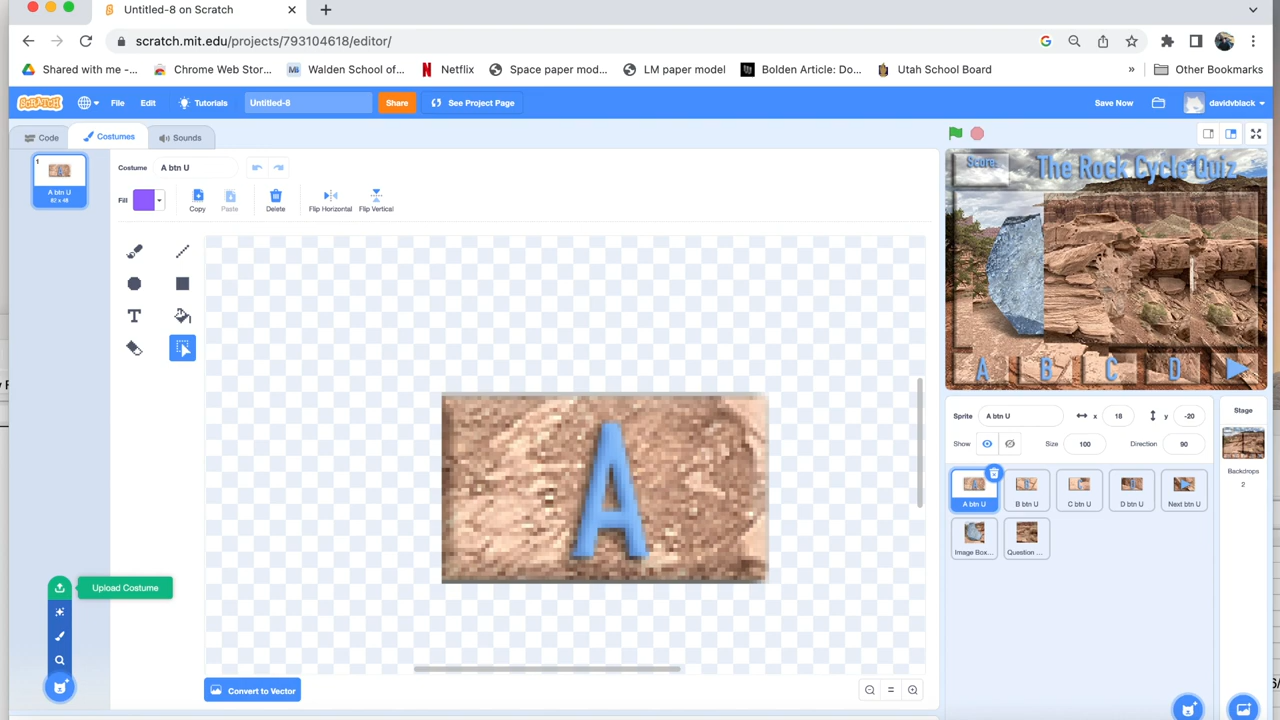 Untitled-8 on Scratch
scratch.mit.edu/projects/793104618/editor/
Shared with me -... Chrome Web Stor... Walden School of... Netflix Space paper mod... LM paper model Bolden Article: Do... Utah School Board » Other Bookmarks
SCRATCH File Edit Tutorials Untitled-8 Share See Project Page Save Now davidvblack
Code Costumes Sounds
1
A btn U
87 x 48
Costume A btn U
Fill Copy Paste Delete Flip Horizontal Flip Vertical
T
A
Upload Costume
Convert to Vector
Score:
The Rock Cycle Quiz
A B C D
Sprite A btn U x 18 y -20
Show Size 100 Direction 90
A btn U B btn U C btn U D btn U Next btn U
Image Box... Question ...
Stage
Backdrops
2